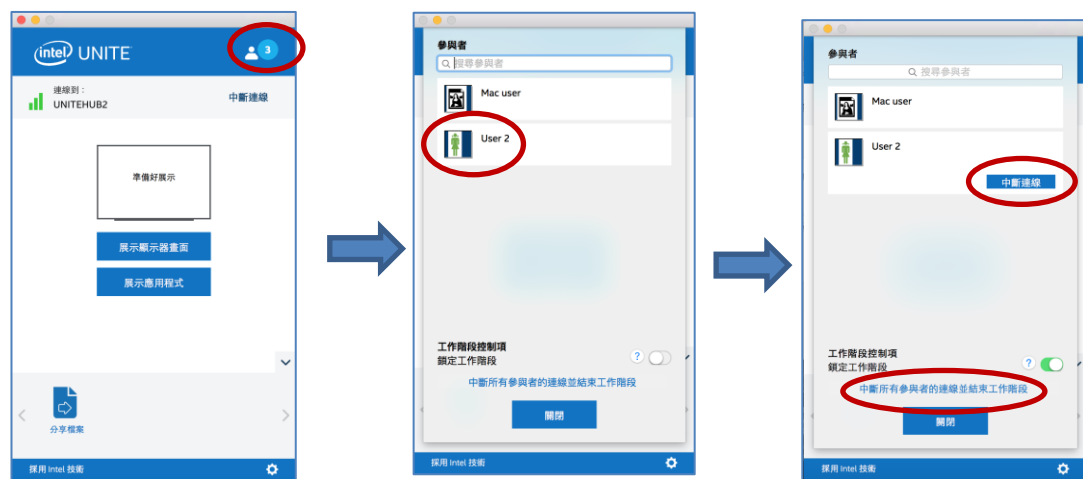 intel UNITE
3
連線到：
UNITEHUB2
中斷連線
準備好展示
展示顯示器畫面
展示應用程式
分享檔案
採用 Intel 技術
參與者
搜尋參與者
Mac user
User 2
工作階段控制項
鎖定工作階段
?
中斷所有參與者的連線並結束工作階段
關閉
採用 Intel 技術
參與者
搜尋參與者
Mac user
User 2
中斷連線
工作階段控制項
鎖定工作階段
?
中斷所有參與者的連線並結束工作階段
關閉
採用 Intel 技術